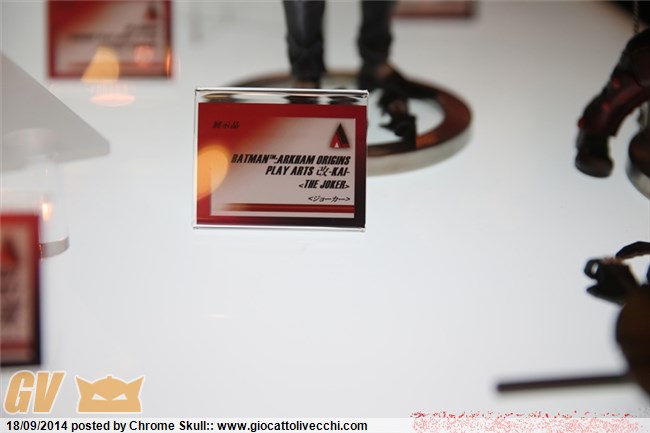 BATMAN™:ARKHAM ORIGINS
PLAY ARTS 改-KAI-
<THE JOKER>
<ジョーカー>
GV
18/09/2014 posted by Chrome Skull:: www.giocattolivecchi.com